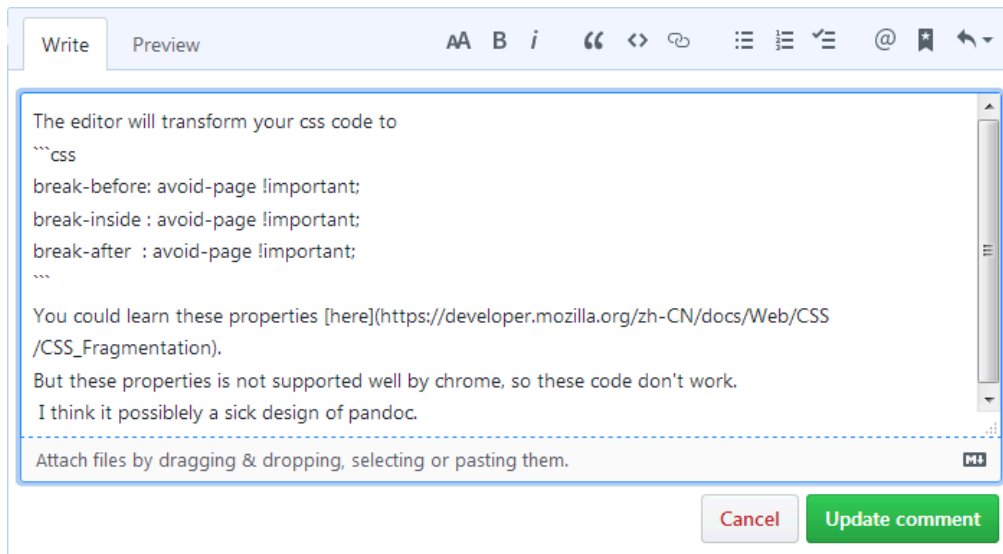 Write Preview AA B i “ <> @
The editor will transform your css code to
```css
break-before: avoid-page !important;
break-inside : avoid-page !important;
break-after  : avoid-page !important;
```
You could learn these properties [here](https://developer.mozilla.org/zh-CN/docs/Web/CSS
/CSS_Fragmentation).
But these properties is not supported well by chrome, so these code don't work.
 I think it possiblely a sick design of pandoc.
Attach files by dragging & dropping, selecting or pasting them. M↓
Cancel Update comment